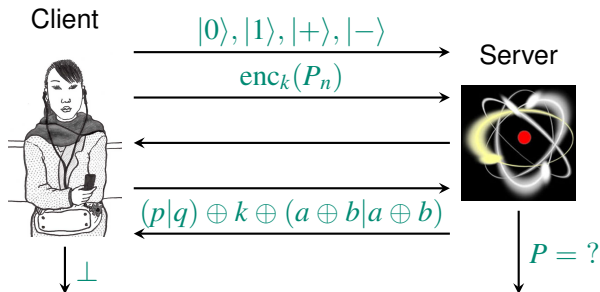 Client
|0⟩, |1⟩, |+⟩, |−⟩
Server
enc_k(P_n)
(p|q) ⊕ k ⊕ (a ⊕ b|a ⊕ b)
⊥
P = ?